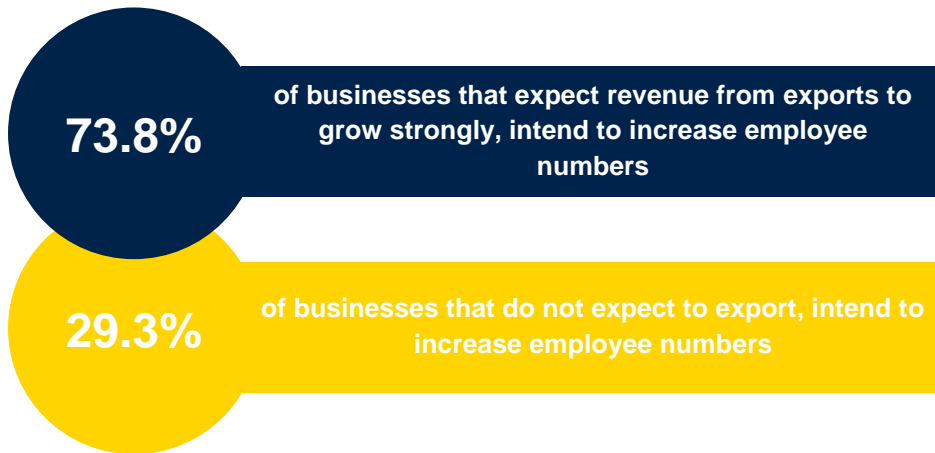 73.8%
of businesses that expect revenue from exports to
grow strongly, intend to increase employee
numbers
29.3%
of businesses that do not expect to export, intend to
increase employee numbers